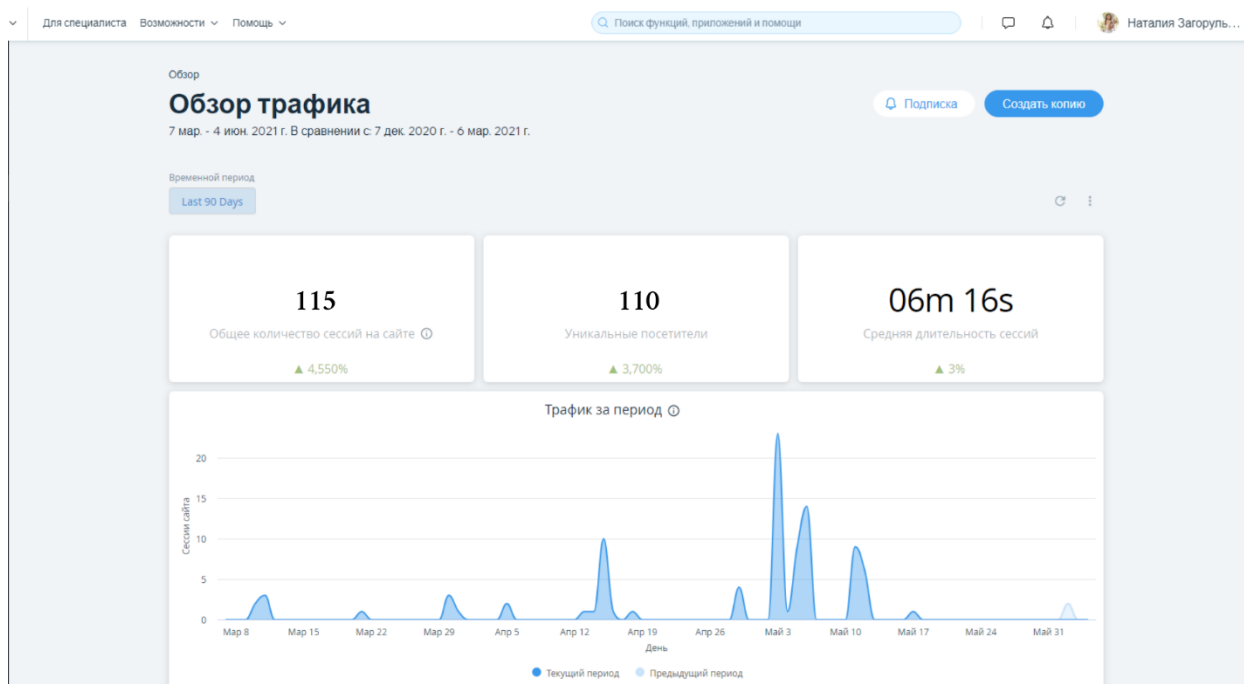 Для специалиста Возможности Помощь Поиск функций, приложений и помощи Наталия Загоруль...
Обзор
Обзор трафика
Подписка Создать копию
7 мар. - 4 июн. 2021 г. В сравнении с: 7 дек. 2020 г. - 6 мар. 2021 г.
Временной период
Last 90 Days
115 110 06m 16s
Общее количество сессий на сайте Уникальные посетители Средняя длительность сессий
▲ 4,550% ▲ 3,700% ▲ 3%
Трафик за период
Сессии сайта
20
15
10
5
0
Мар 8 Мар 15 Мар 22 Мар 29 Апр 5 Апр 12 Апр 19 Апр 26 Май 3 Май 10 Май 17 Май 24 Май 31
День
Текущий период Предыдущий период